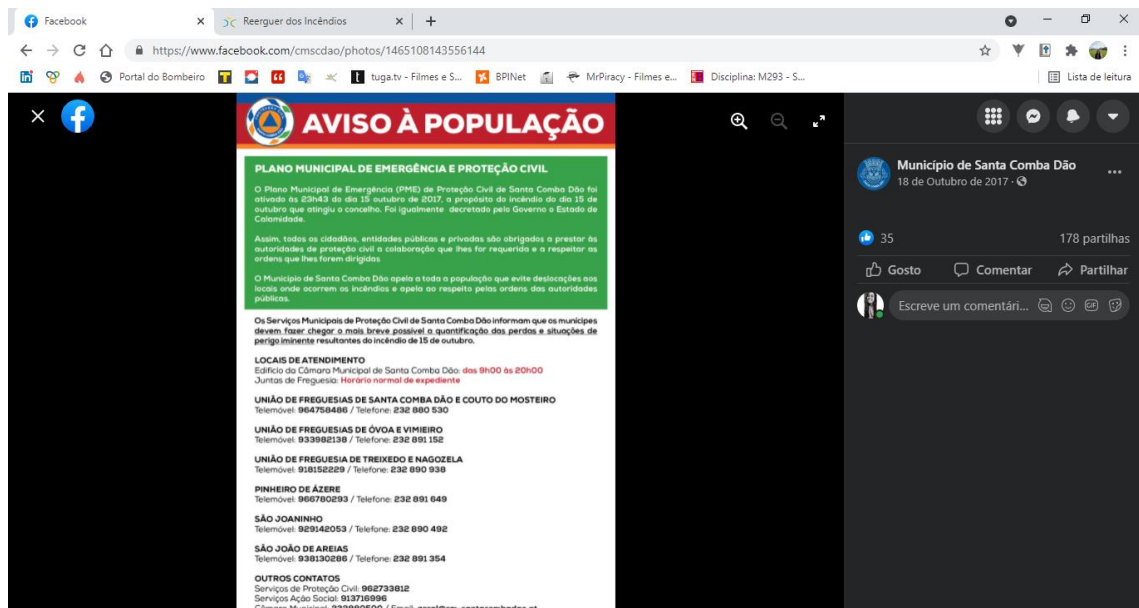 Facebook
Reerguer dos Incêndios
https://www.facebook.com/cmscdao/photos/1465108143556144
Portal do Bombeiro
tuga.tv - Filmes e S...
BPINet
MrPiracy - Filmes e...
Disciplina: M293 - S...
Lista de leitura
AVISO À POPULAÇÃO
PLANO MUNICIPAL DE EMERGÊNCIA E PROTEÇÃO CIVIL
O Plano Municipal de Emergência (PME) de Proteção Civil de Santa Comba Dão foi
ativado às 23h43 do dia 15 outubro de 2017, a propósito do incêndio do dia 15 de
outubro que atingiu o concelho. Foi igualmente decretado pelo Governo o Estado de
Calamidade.
Assim, todos os cidadãos, entidades públicas e privadas são obrigados a prestar às
autoridades de proteção civil a colaboração que lhes for requerida e a respeitar as
ordens que lhes forem dirigidas
O Município de Santa Comba Dão apela a toda a população que evite deslocações aos
locais onde ocorrem os incêndios e apela ao respeito pelas ordens das autoridades
públicas.
Os Serviços Municipais de Proteção Civil de Santa Comba Dão informam que os munícipes
devem fazer chegar o mais breve possível a quantificação das perdas e situações de
perigo iminente resultantes do incêndio de 15 de outubro.
LOCAIS DE ATENDIMENTO
Edifício da Câmara Municipal de Santa Comba Dão: das 9h00 às 20h00
Juntas de Freguesia: Horário normal de expediente
UNIÃO DE FREGUESIAS DE SANTA COMBA DÃO E COUTO DO MOSTEIRO
Telemóvel: 964758486 / Telefone: 232 880 530
UNIÃO DE FREGUESIAS DE ÓVOA E VIMIEIRO
Telemóvel: 933982138 / Telefone: 232 891 152
UNIÃO DE FREGUESIA DE TREIXEDO E NAGOZELA
Telemóvel: 918152229 / Telefone: 232 890 938
PINHEIRO DE ÁZERE
Telemóvel: 966780293 / Telefone: 232 891 649
SÃO JOANINHO
Telemóvel: 929142053 / Telefone: 232 890 492
SÃO JOÃO DE AREIAS
Telemóvel: 938130286 / Telefone: 232 891 354
OUTROS CONTATOS
Serviços de Proteção Civil: 962733812
Serviços Ação Social: 913716996
Município de Santa Comba Dão
18 de Outubro de 2017
35
178 partilhas
Gosto
Comentar
Partilhar
Escreve um comentári...
GIF